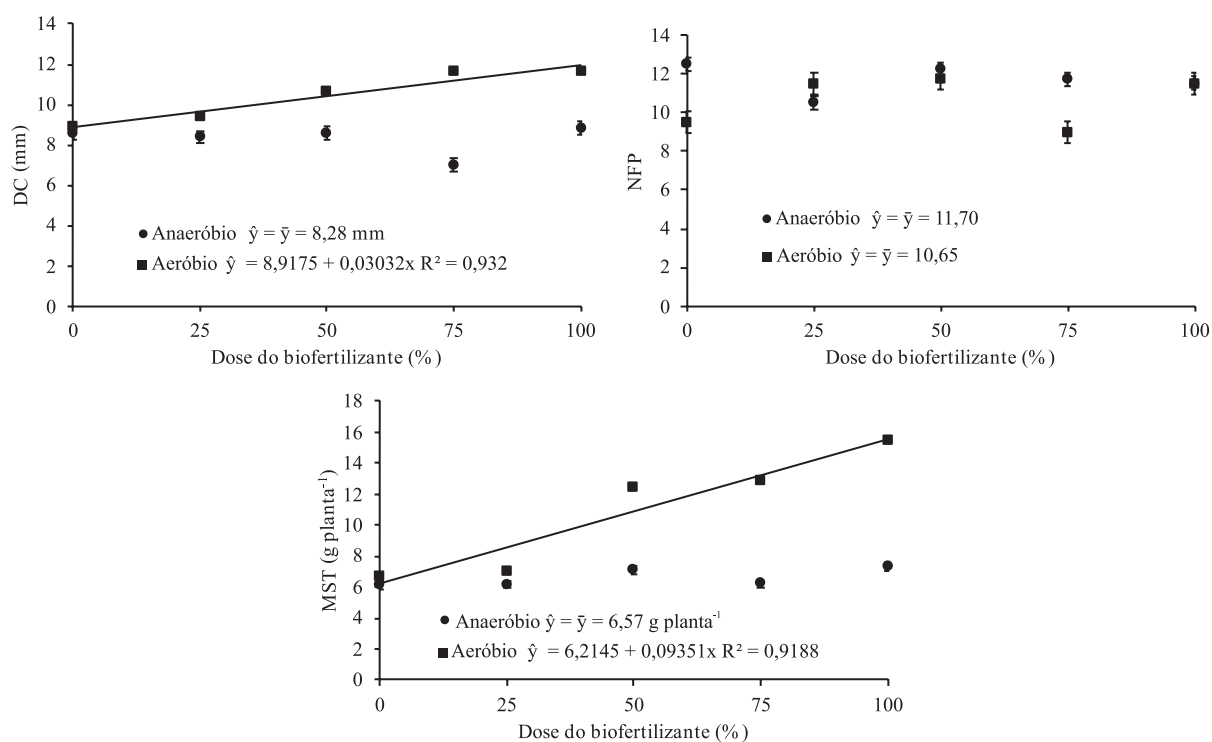 14
12
10
8
6
4
2
0
DC (mm)
Anaeróbio ŷ = ȳ = 8,28 mm
Aeróbio ŷ = 8,9175 + 0,03032x R² = 0,932
0 25 50 75 100
Dose do biofertilizante (%)
14
12
10
8
6
4
2
0
NFP
Anaeróbio ŷ = ȳ = 11,70
Aeróbio ŷ = ȳ = 10,65
0 25 50 75 100
Dose do biofertilizante (%)
18
16
14
12
10
8
6
4
2
0
MST (g planta⁻¹)
Anaeróbio ŷ = ȳ = 6,57 g planta⁻¹
Aeróbio ŷ = 6,2145 + 0,09351x R² = 0,9188
0 25 50 75 100
Dose do biofertilizante (%)